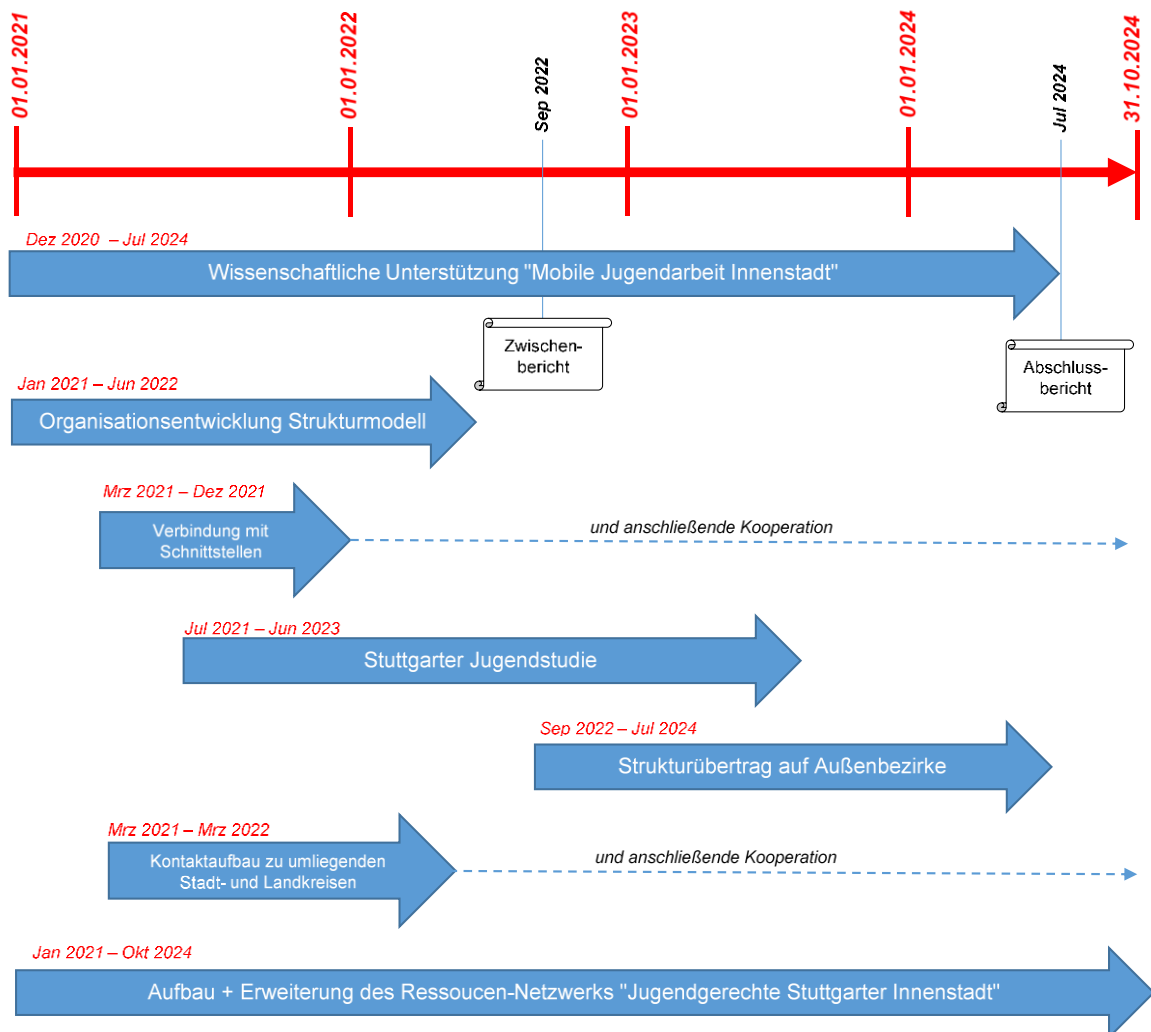 01.01.2021
01.01.2022
Sep 2022
01.01.2023
01.01.2024
Jul 2024
31.10.2024
Dez 2020 – Jul 2024
Wissenschaftliche Unterstützung "Mobile Jugendarbeit Innenstadt"
Zwischen-
bericht
Abschluss-
bericht
Jan 2021 – Jun 2022
Organisationsentwicklung Strukturmodell
Mrz 2021 – Dez 2021
Verbindung mit
Schnittstellen
und anschließende Kooperation
Jul 2021 – Jun 2023
Stuttgarter Jugendstudie
Sep 2022 – Jul 2024
Strukturübertrag auf Außenbezirke
Mrz 2021 – Mrz 2022
Kontaktaufbau zu umliegenden
Stadt- und Landkreisen
und anschließende Kooperation
Jan 2021 – Okt 2024
Aufbau + Erweiterung des Ressoucen-Netzwerks "Jugendgerechte Stuttgarter Innenstadt"